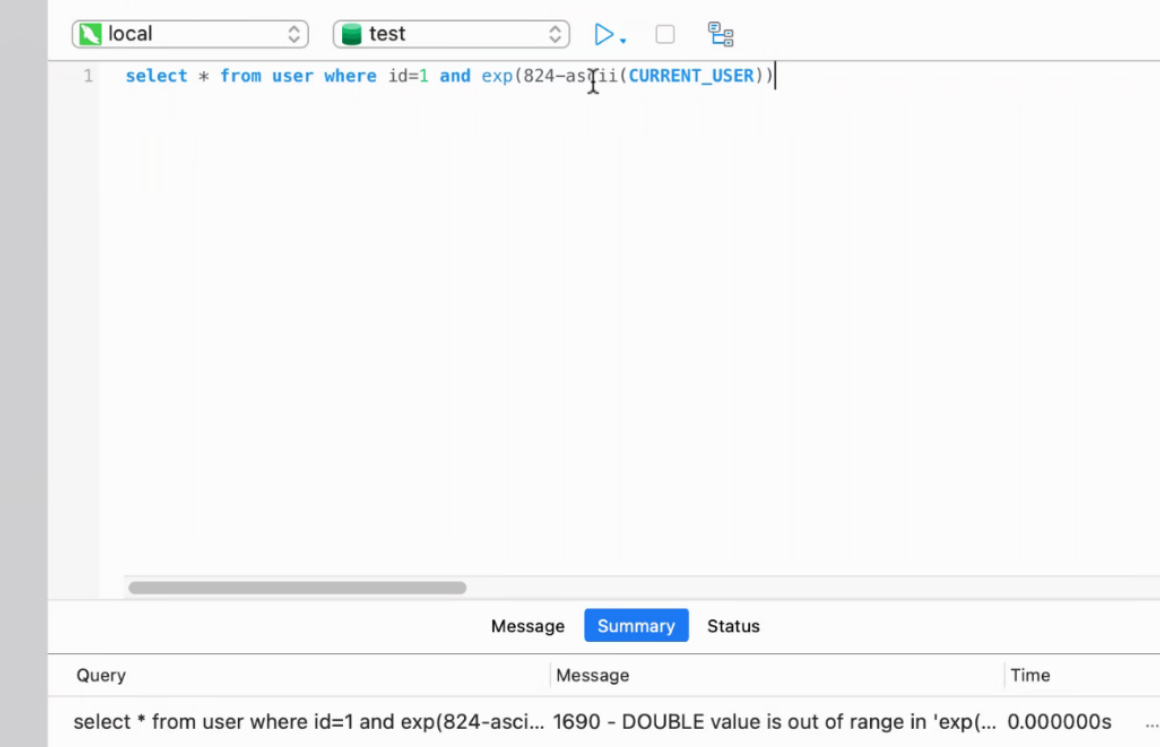 local test
1 select * from user where id=1 and exp(824-ascii(CURRENT_USER))
Message Summary Status
Query Message Time
select * from user where id=1 and exp(824-asci... 1690 - DOUBLE value is out of range in 'exp(... 0.000000s ...